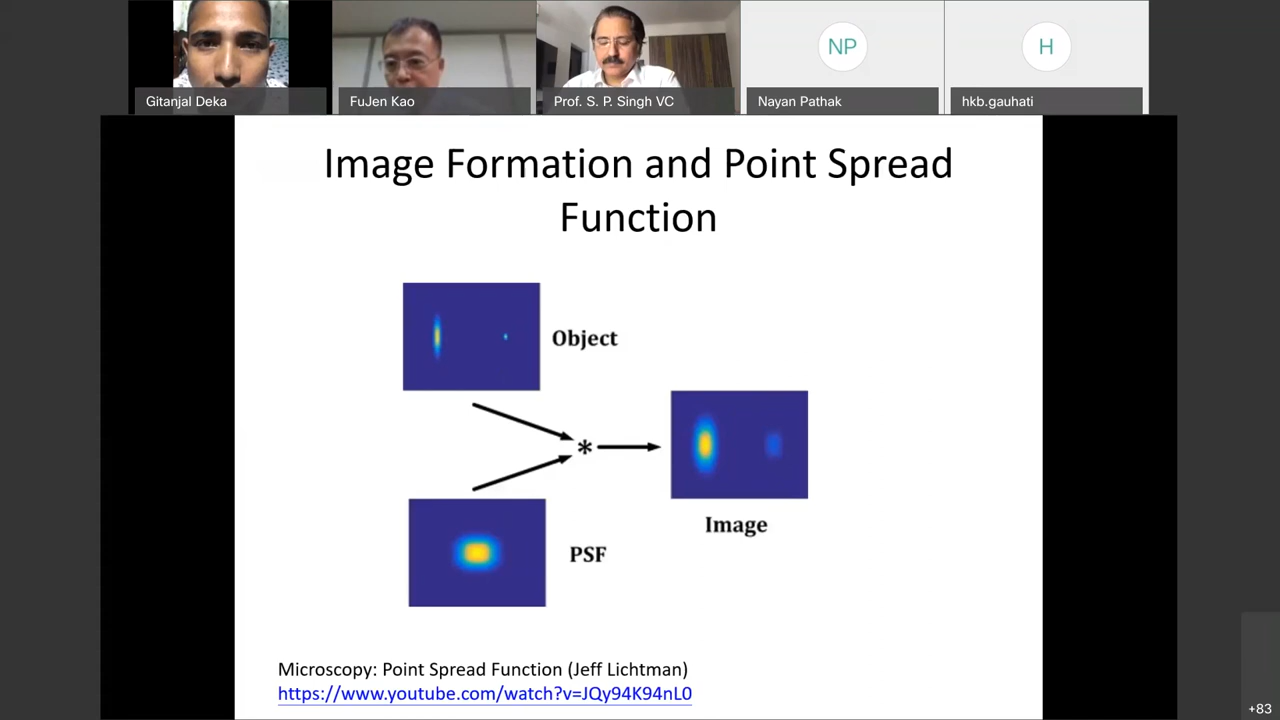 NP
H
Gitanjal Deka
FuJen Kao
Prof. S. P. Singh VC
Nayan Pathak
hkb.gauhati
Image Formation and Point Spread
Function
Object
*
PSF
Image
Microscopy: Point Spread Function (Jeff Lichtman)
https://www.youtube.com/watch?v=JQy94K94nL0
+83